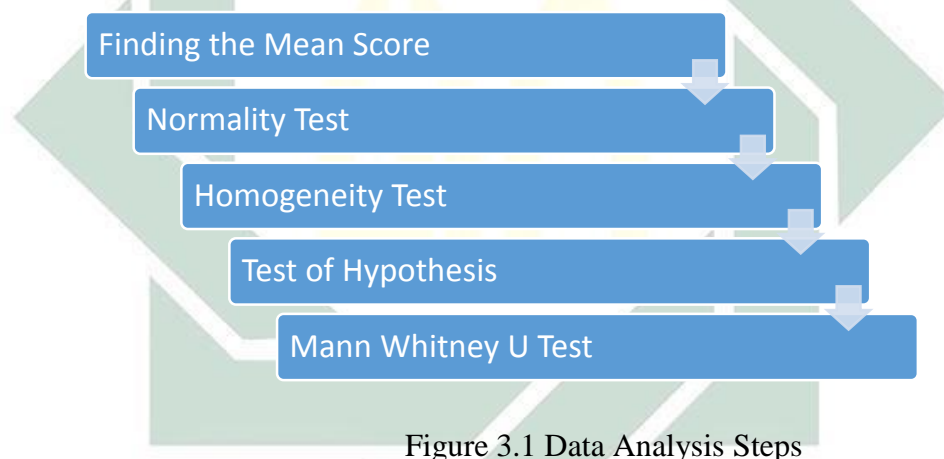 Finding the Mean Score
Normality Test
Homogeneity Test
Test of Hypothesis
Mann Whitney U Test
Figure 3.1 Data Analysis Steps